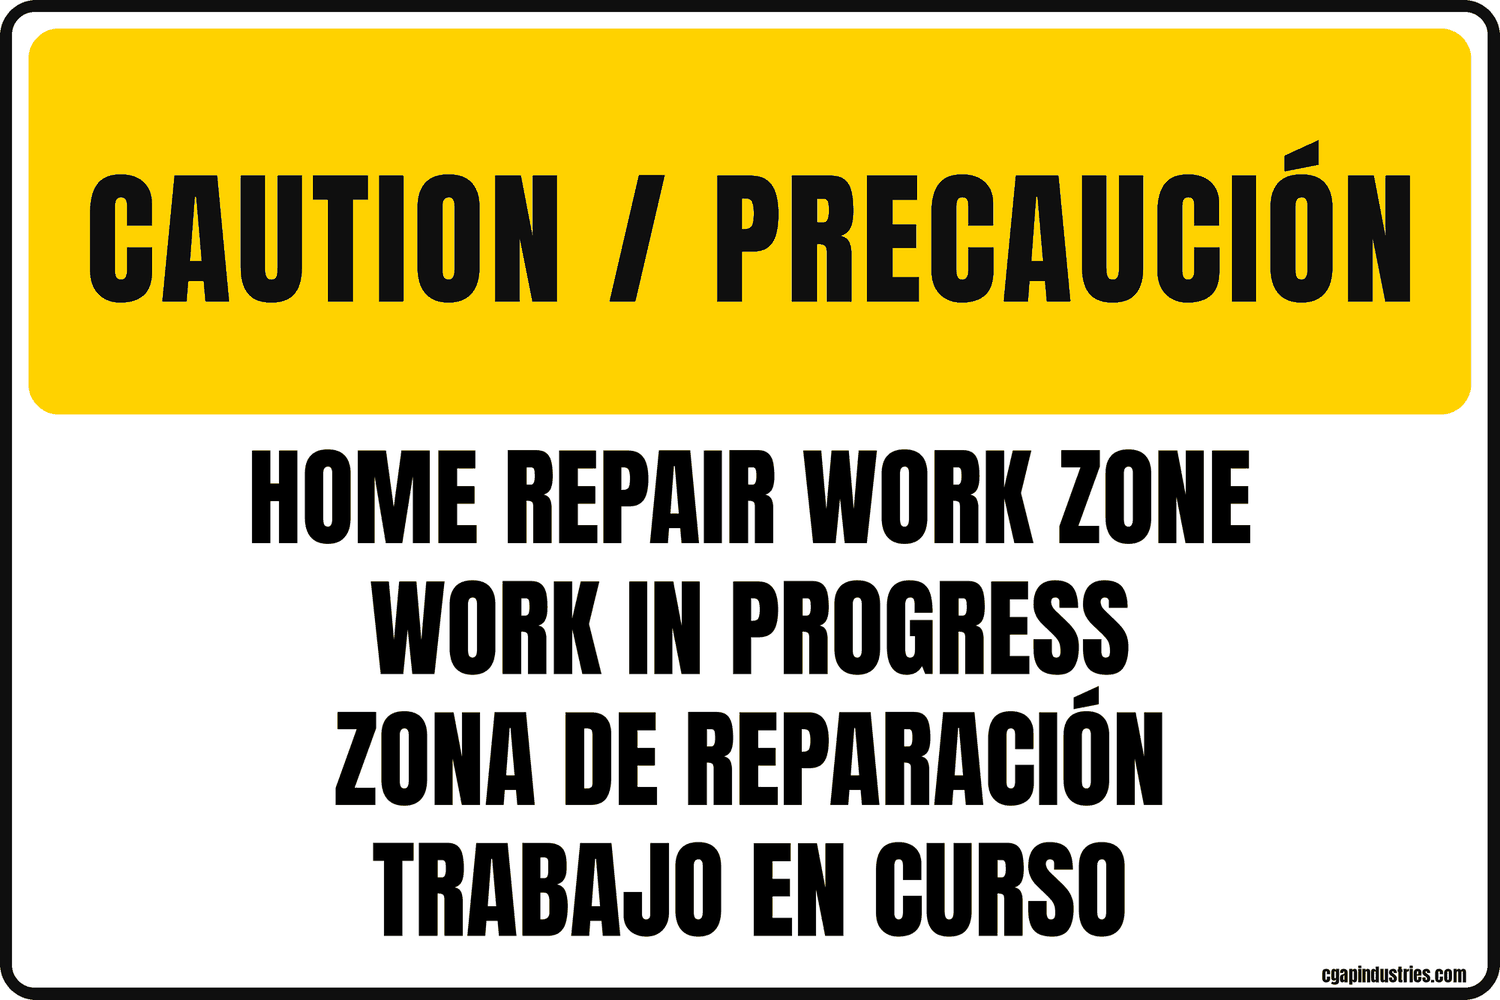 CAUTION / PRECAUCIÓN
HOME REPAIR WORK ZONE
WORK IN PROGRESS
ZONA DE REPARACIÓN
TRABAJO EN CURSO
cgapindustries.com